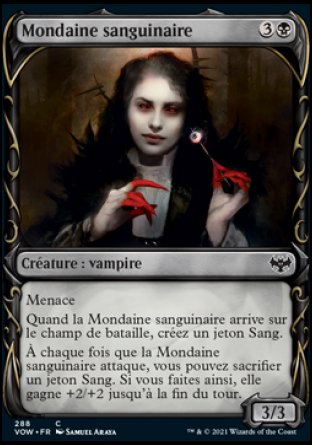 Mondaine sanguinaire 3
Créature : vampire
Menace
Quand la Mondaine sanguinaire arrive sur
le champ de bataille, créez un jeton Sang.
À chaque fois que la Mondaine
sanguinaire attaque, vous pouvez sacrifier
un jeton Sang. Si vous faites ainsi, elle
gagne +2/+2 jusqu'à la fin du tour.
3/3
288 C
VOW • FR SAMUEL ARAYA
™ & © 2021 Wizards of the Coast